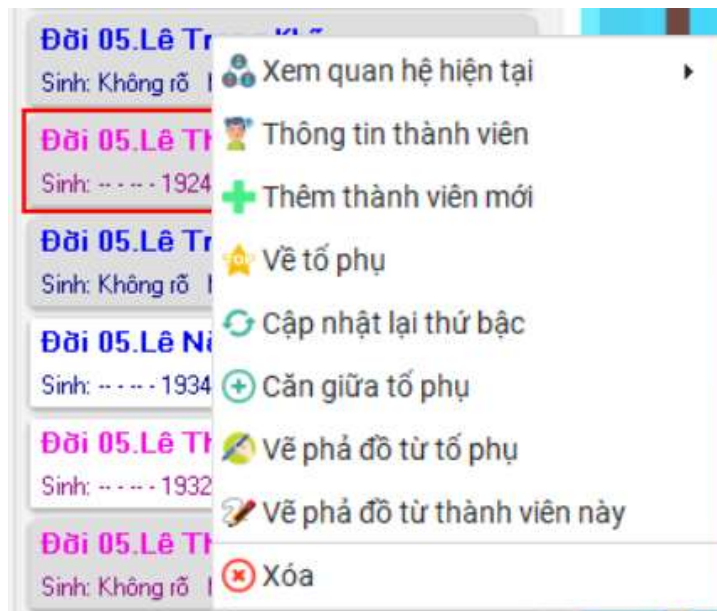 Đời 05.Lê Tr
Sinh: Không rõ
Đời 05.Lê Th
Sinh: -- - -- - 1924
Đời 05.Lê Tr
Sinh: Không rõ
Đời 05.Lê Nă
Sinh: -- - -- - 1934
Đời 05.Lê Th
Sinh: -- - -- - 1932
Đời 05.Lê Th
Sinh: Không rõ
Xem quan hệ hiện tại
Thông tin thành viên
Thêm thành viên mới
TOP
Về tổ phụ
Cập nhật lại thứ bậc
Căn giữa tổ phụ
Vẽ phả đồ từ tổ phụ
Vẽ phả đồ từ thành viên này
Xóa